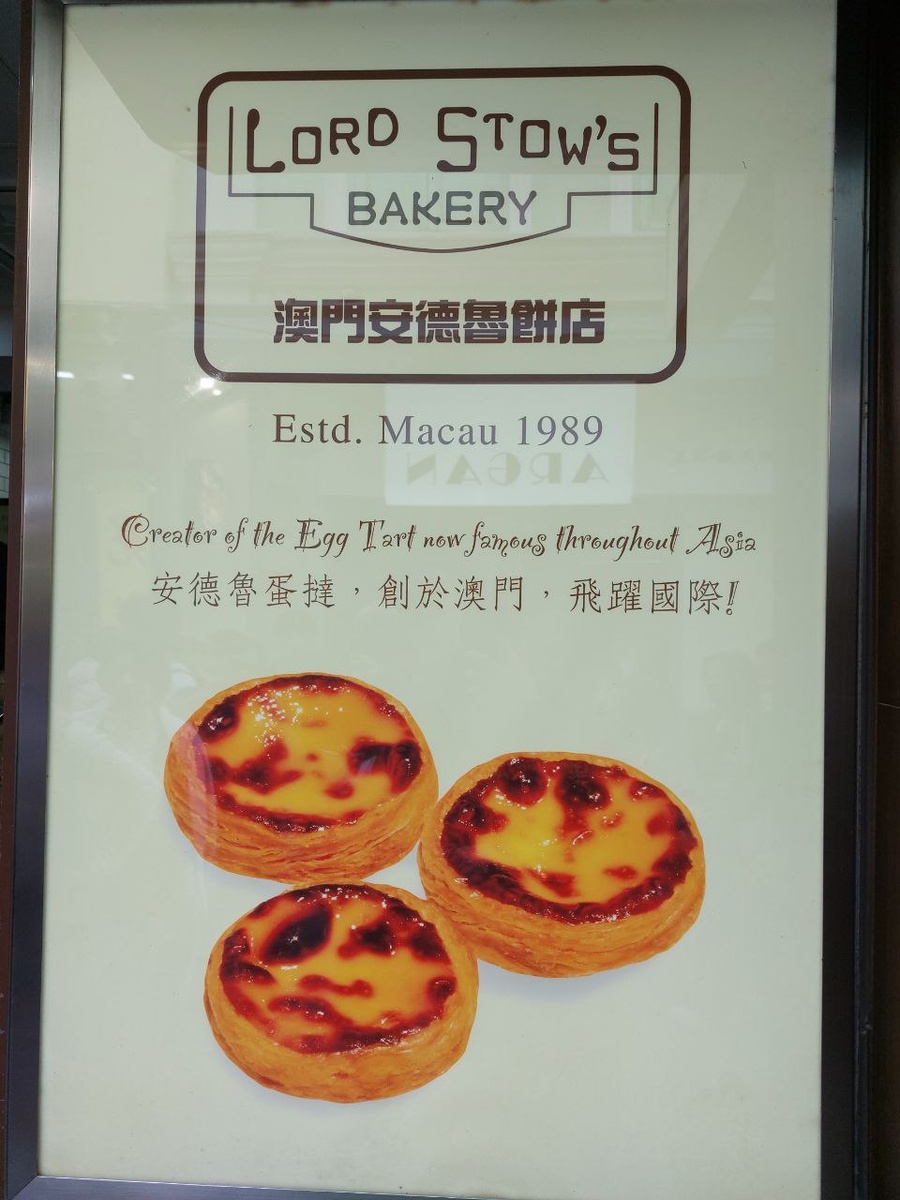 LORD STOW'S
BAKERY
澳門安德魯餅店
Estd. Macau 1989
ARGAN
Creator of the Egg Tart now famous throughout Asia
安德魯蛋撻，創於澳門，飛躍國際!